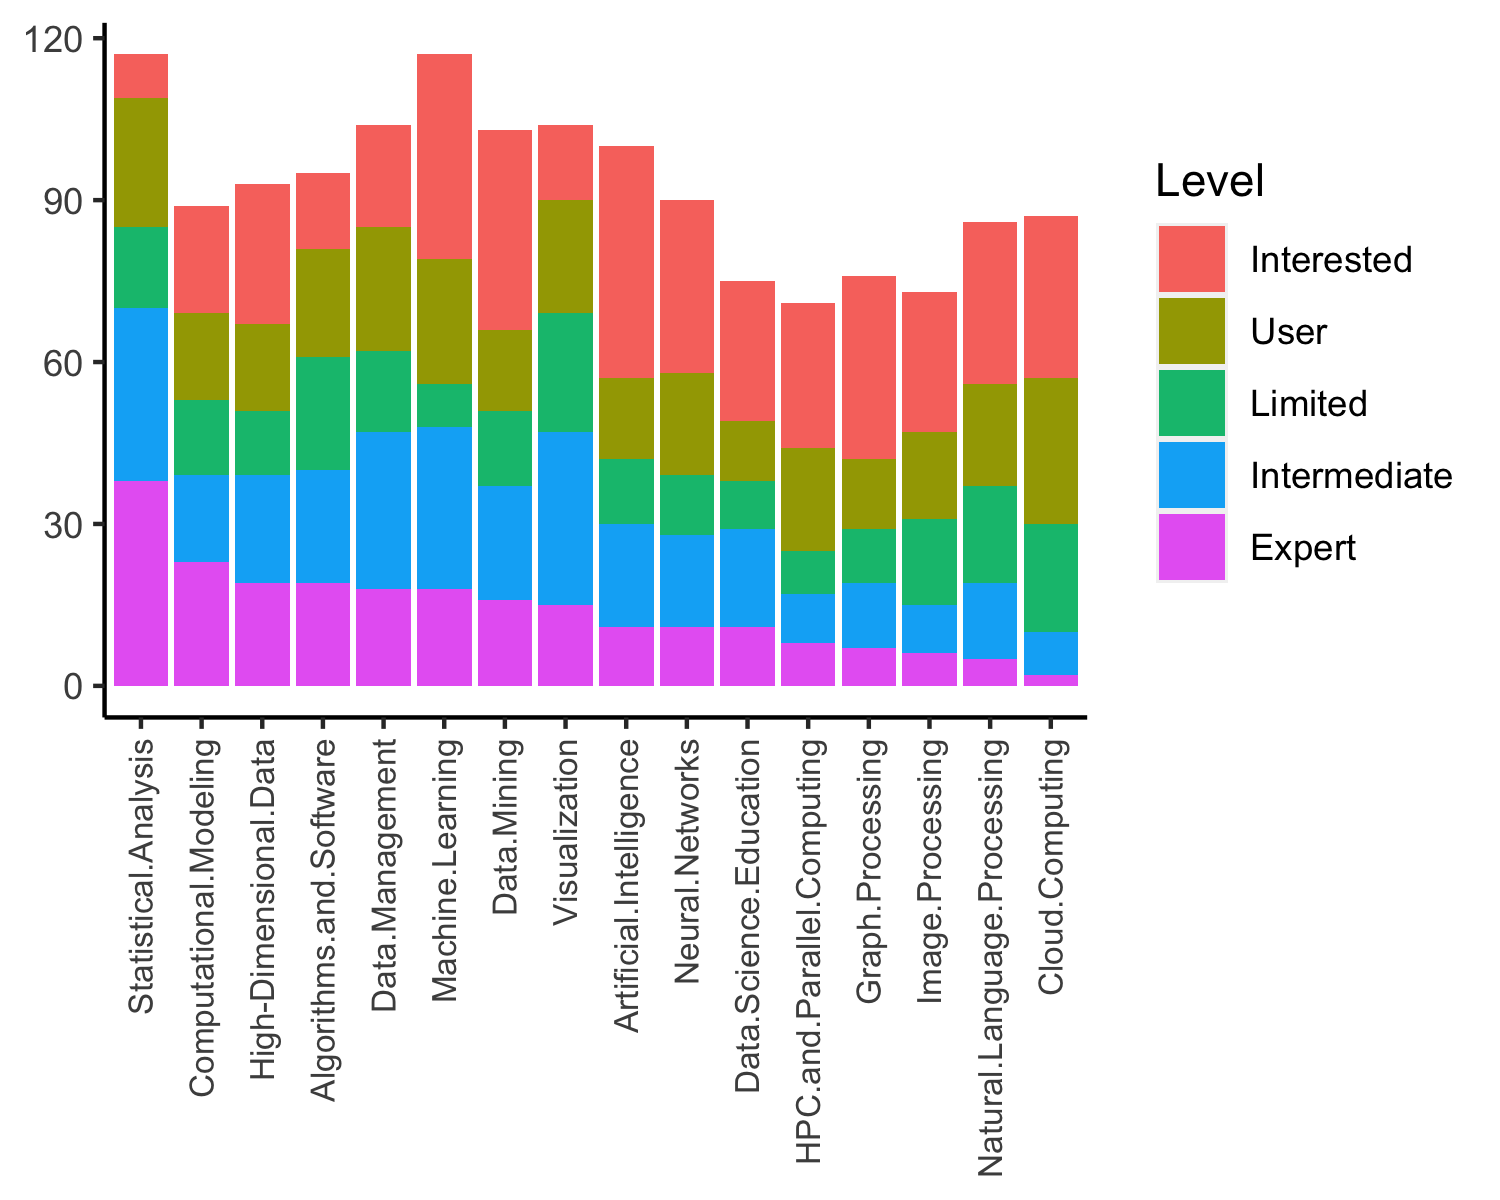 120
90
60
30
0
Statistical.Analysis
Computational.Modeling
High-Dimensional.Data
Algorithms.and.Software
Data.Management
Machine.Learning
Data.Mining
Visualization
Artificial.Intelligence
Neural.Networks
Data.Science.Education
HPC.and.Parallel.Computing
Graph.Processing
Image.Processing
Natural.Language.Processing
Cloud.Computing
Level
Interested
User
Limited
Intermediate
Expert